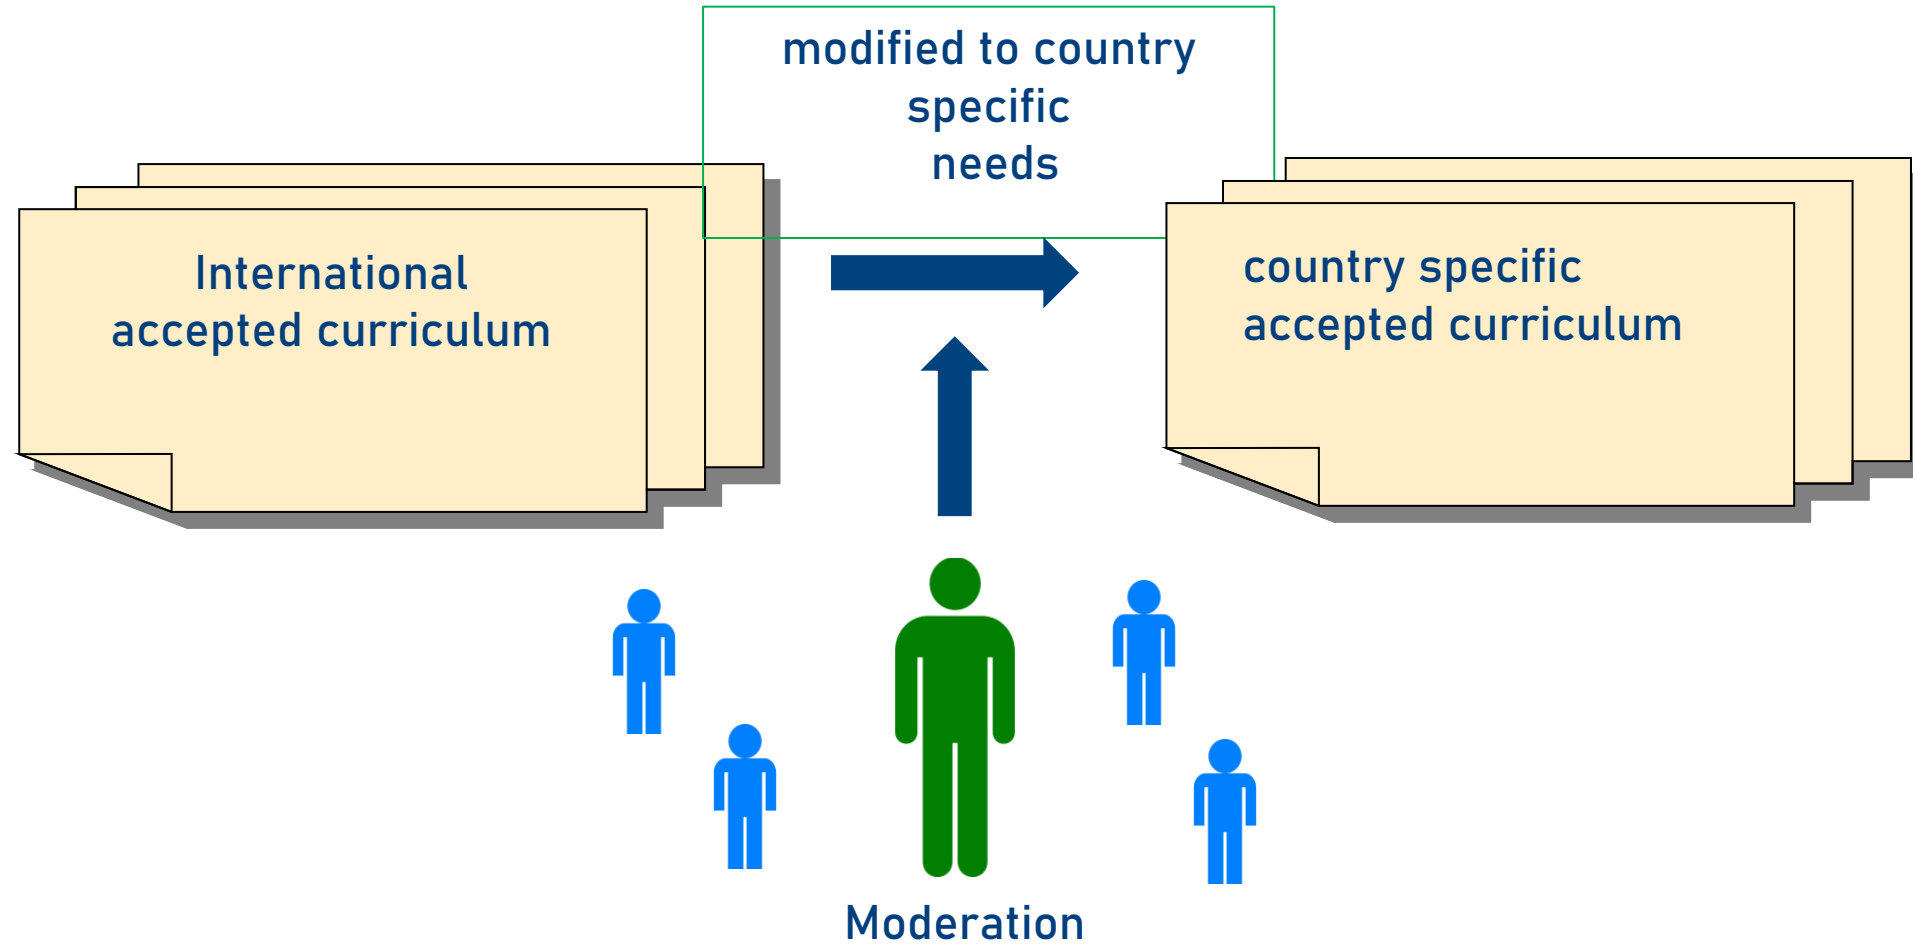 modified to country
specific
needs
International
accepted curriculum
country specific
accepted curriculum
Moderation